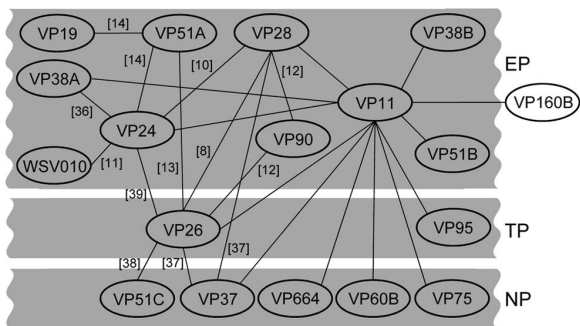 [14]
VP19 VP51A VP28 VP38B
[14] [10] [12] EP
VP38A
[36] VP11 VP160B
VP24
VP90
WSV010 [11] [13] [8] [12] VP51B
[39]
VP26 VP95 TP
[38] [37] [37]
VP51C VP37 VP664 VP60B VP75 NP